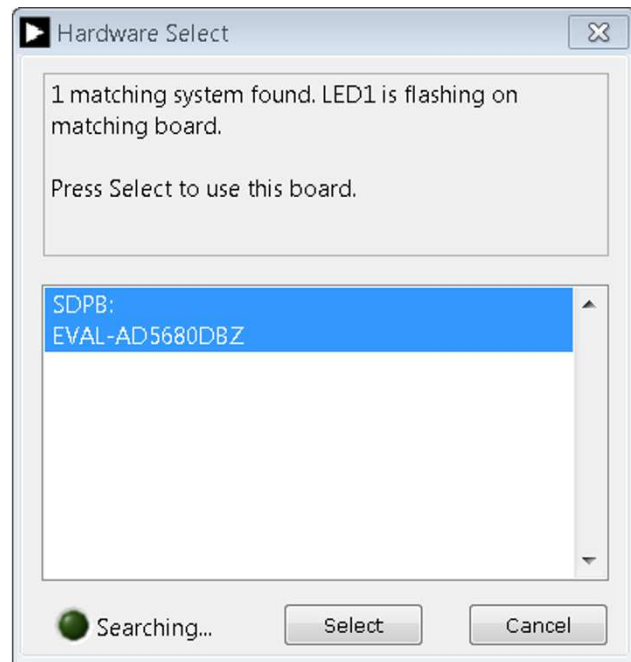 Hardware Select
1 matching system found. LED1 is flashing on
matching board.
Press Select to use this board.
SDPB:
EVAL-AD5680DBZ
Searching...
Select
Cancel